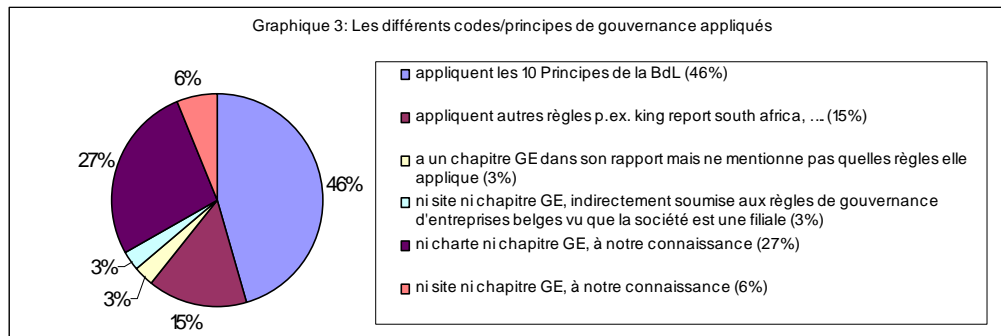 Graphique 3: Les différents codes/principes de gouvernance appliqués
6%
27%
46%
3%
3%
15%
appliquent les 10 Principes de la BdL (46%)
appliquent autres règles p.ex. king report south africa, ... (15%)
a un chapitre GE dans son rapport mais ne mentionne pas quelles règles elle
applique (3%)
ni site ni chapitre GE, indirectement soumise aux règles de gouvernance
d'entreprises belges vu que la société est une filiale (3%)
ni charte ni chapitre GE, à notre connaissance (27%)
ni site ni chapitre GE, à notre connaissance (6%)